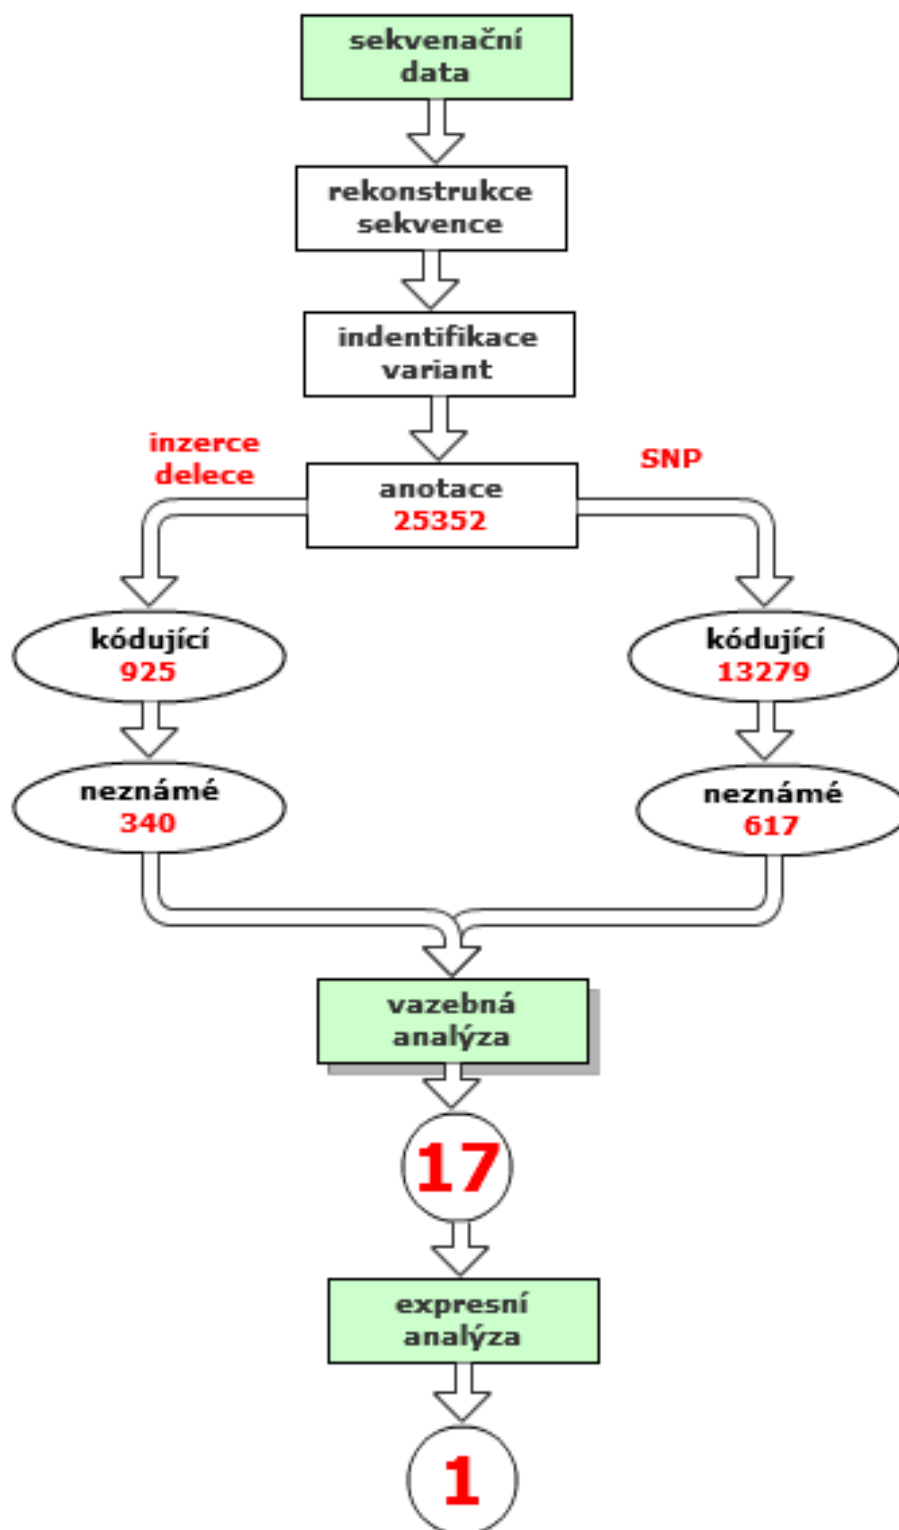 sekvenační
data
rekonstrukce
sekvence
indentifikace
variant
inzerce
delece
SNP
anotace
25352
kódující
925
kódující
13279
neznámé
340
neznámé
617
vazebná
analýza
17
expresní
analýza
1